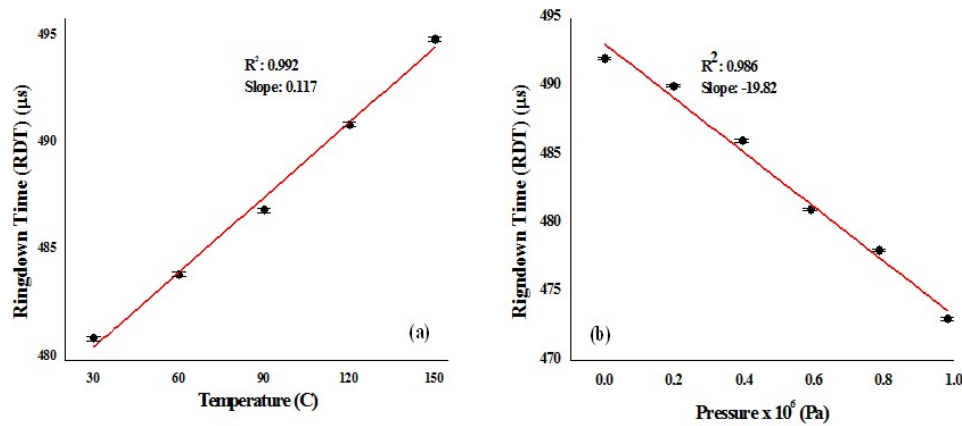 Ringdown Time (RDT) (μs)
495
490
485
480
R²: 0.992
Slope: 0.117
(a)
30 60 90 120 150
Temperature (C)
Rigndown Time (RDT) (μs)
495
490
485
480
475
470
R²: 0.986
Slope: -19.82
(b)
0.0 0.2 0.4 0.6 0.8 1.0
Pressure x 10⁶ (Pa)